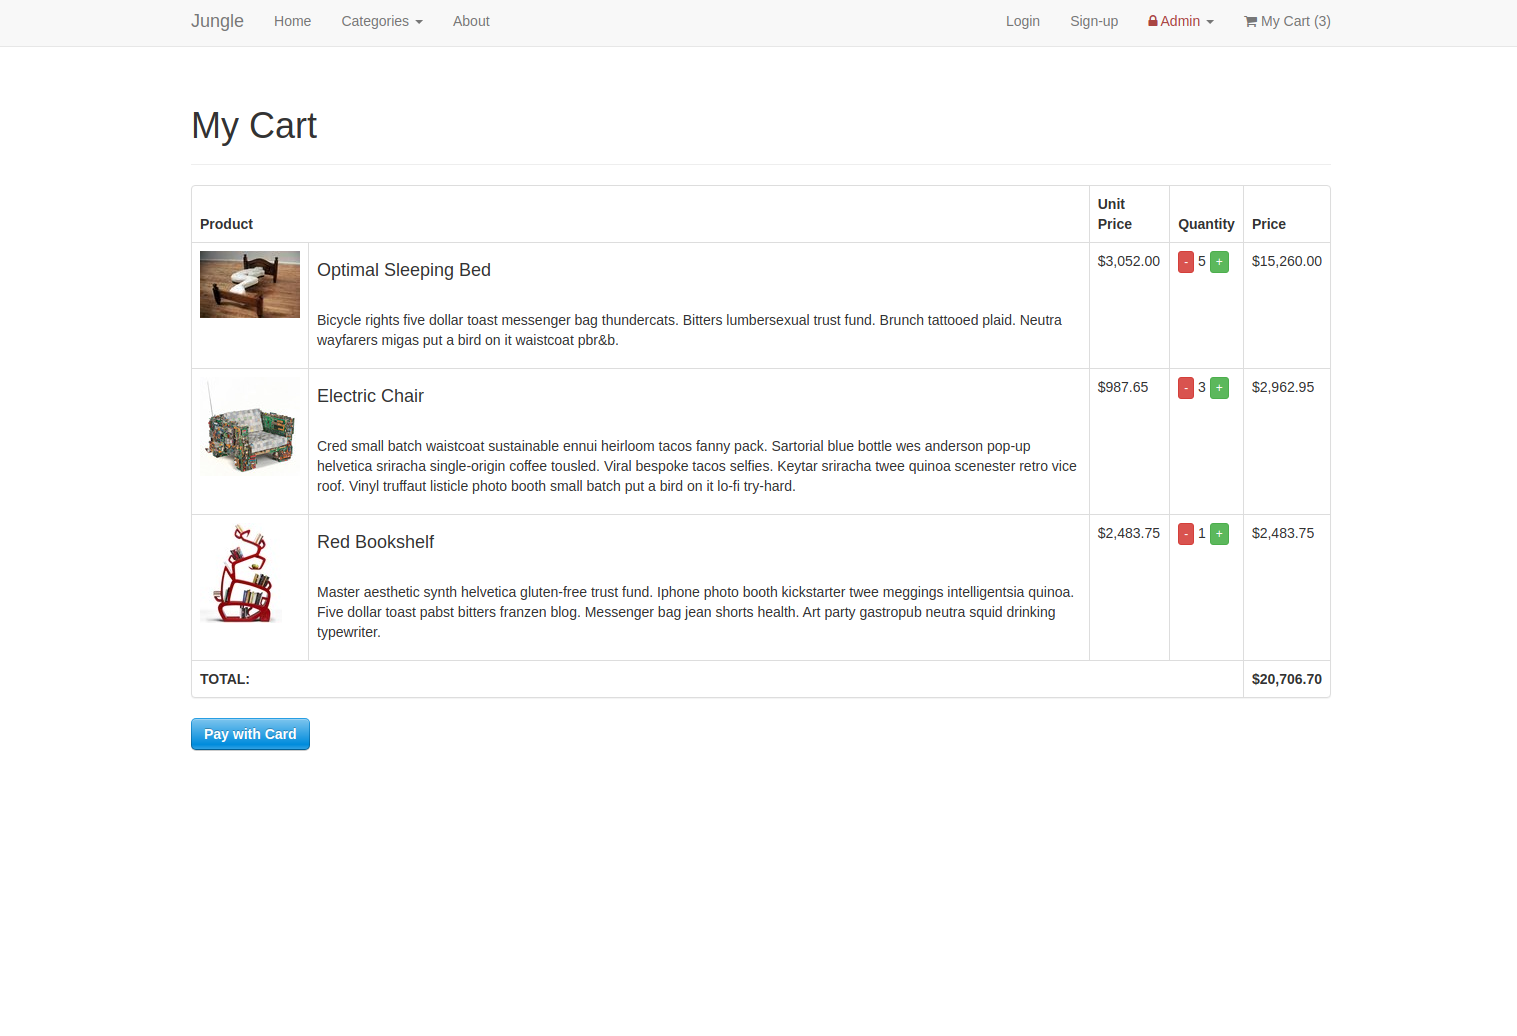 Jungle Home Categories About Login Sign-up Admin My Cart (3)
My Cart
Product Unit Price Quantity Price
Optimal Sleeping Bed $3,052.00 - 5 + $15,260.00
Bicycle rights five dollar toast messenger bag thundercats. Bitters lumbersexual trust fund. Brunch tattooed plaid. Neutra
wayfarers migas put a bird on it waistcoat pbr&b.
Electric Chair $987.65 - 3 + $2,962.95
Cred small batch waistcoat sustainable ennui heirloom tacos fanny pack. Sartorial blue bottle wes anderson pop-up
helvetica sriracha single-origin coffee tousled. Viral bespoke tacos selfies. Keytar sriracha twee quinoa scenester retro vice
roof. Vinyl truffaut listicle photo booth small batch put a bird on it lo-fi try-hard.
Red Bookshelf $2,483.75 - 1 + $2,483.75
Master aesthetic synth helvetica gluten-free trust fund. Iphone photo booth kickstarter twee meggings intelligentsia quinoa.
Five dollar toast pabst bitters franzen blog. Messenger bag jean shorts health. Art party gastropub neutra squid drinking
typewriter.
TOTAL: $20,706.70
Pay with Card